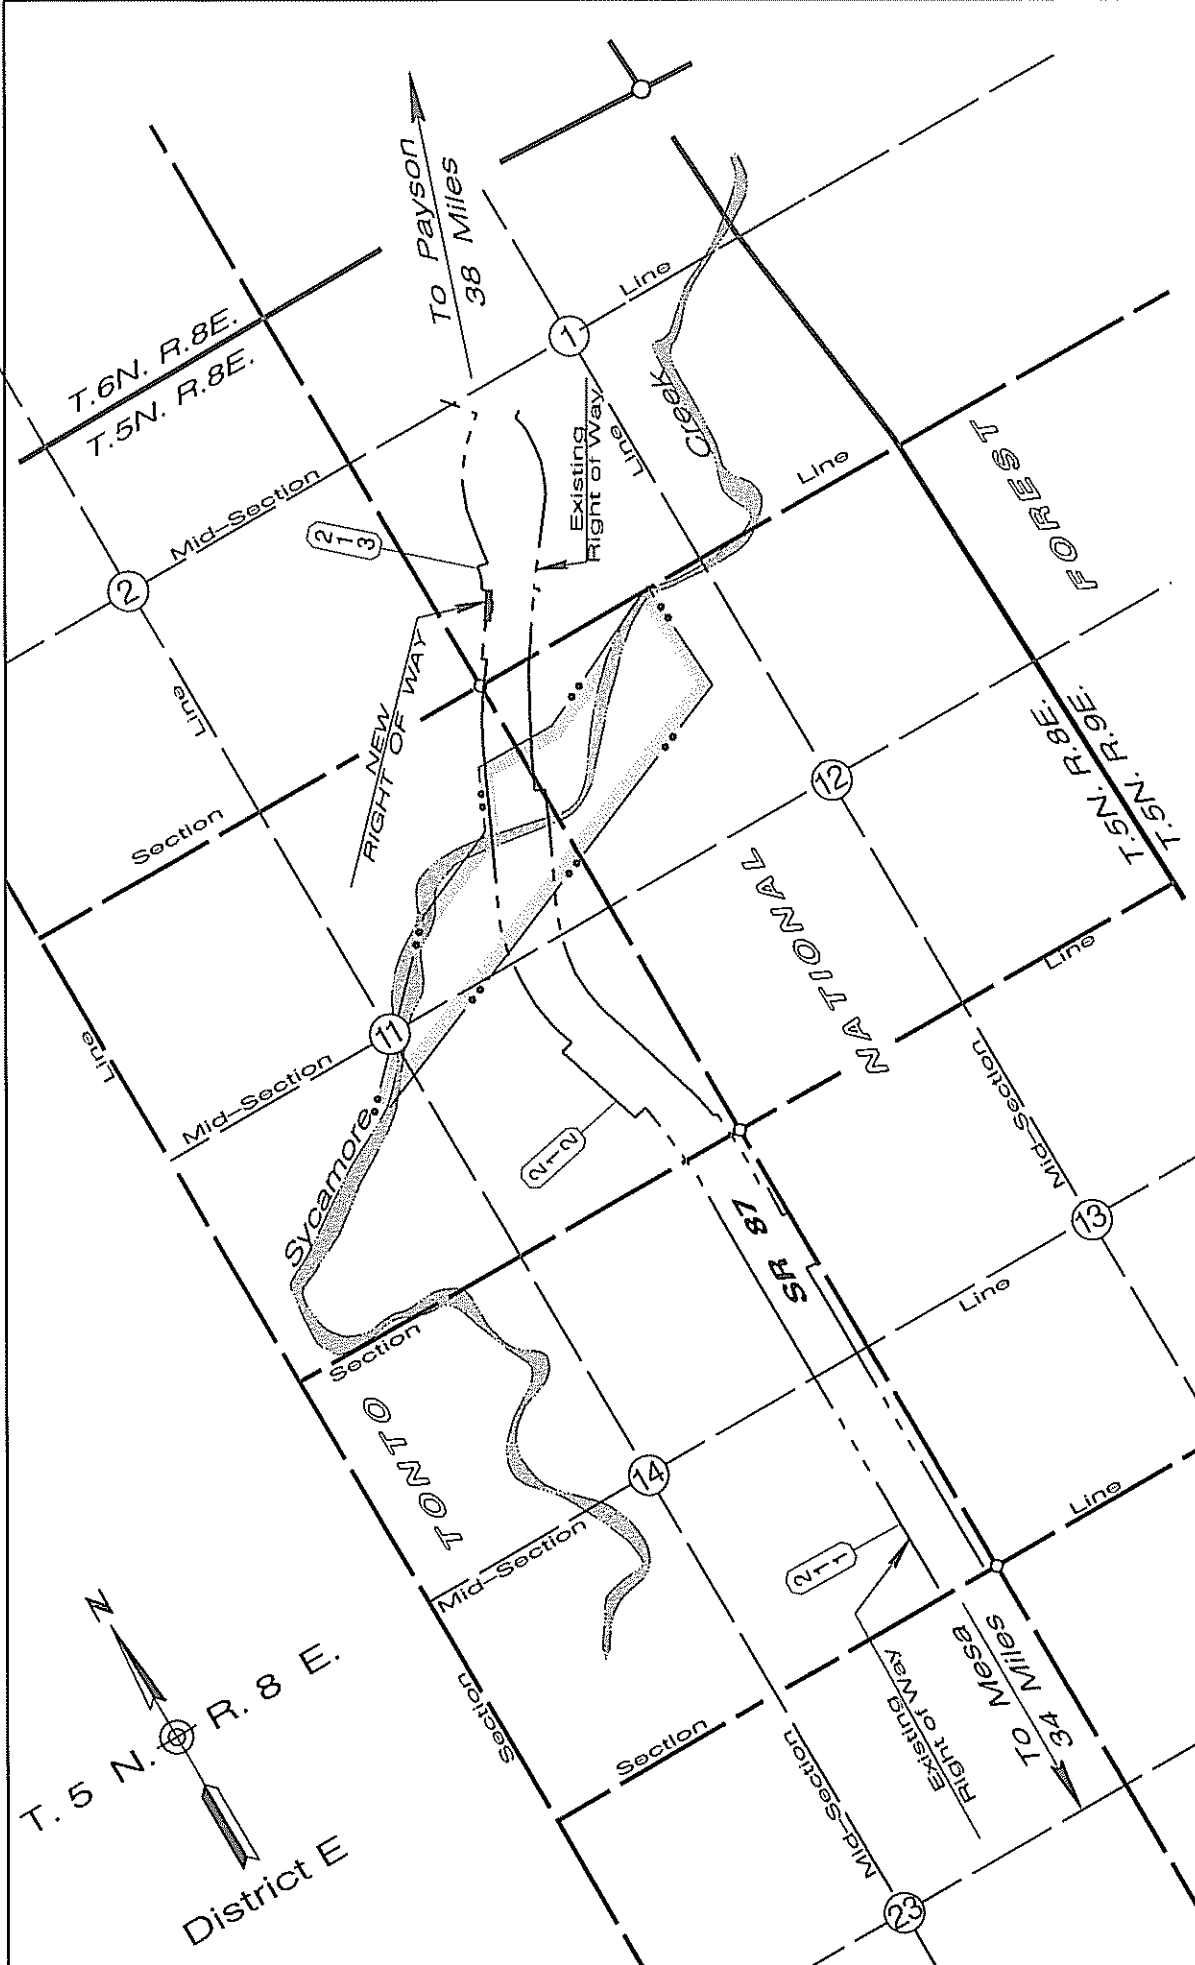 T.6N. R.8E.
T.5N. R.8E.
To Payson
38 Miles
Mid-Section
Line
1
2
2
1
3
Existing
Right of Way
Line
Creek
Line
Line
NEW
RIGHT OF WAY
Section
FOREST
12
T.5N. R.8E.
T.5N. R.9E.
NATIONAL
Line
Line
Mid-Section
11
Sycamore
2-1-2
Mid-Section
13
SR 87
Line
Section
TONTO
14
Mid-Section
Line
2-1-1
Existing
Right of Way
TO Mesa
34 Miles
Section
Section
Mid-Section
23
N
T. 5 N. R. 8 E.
District E